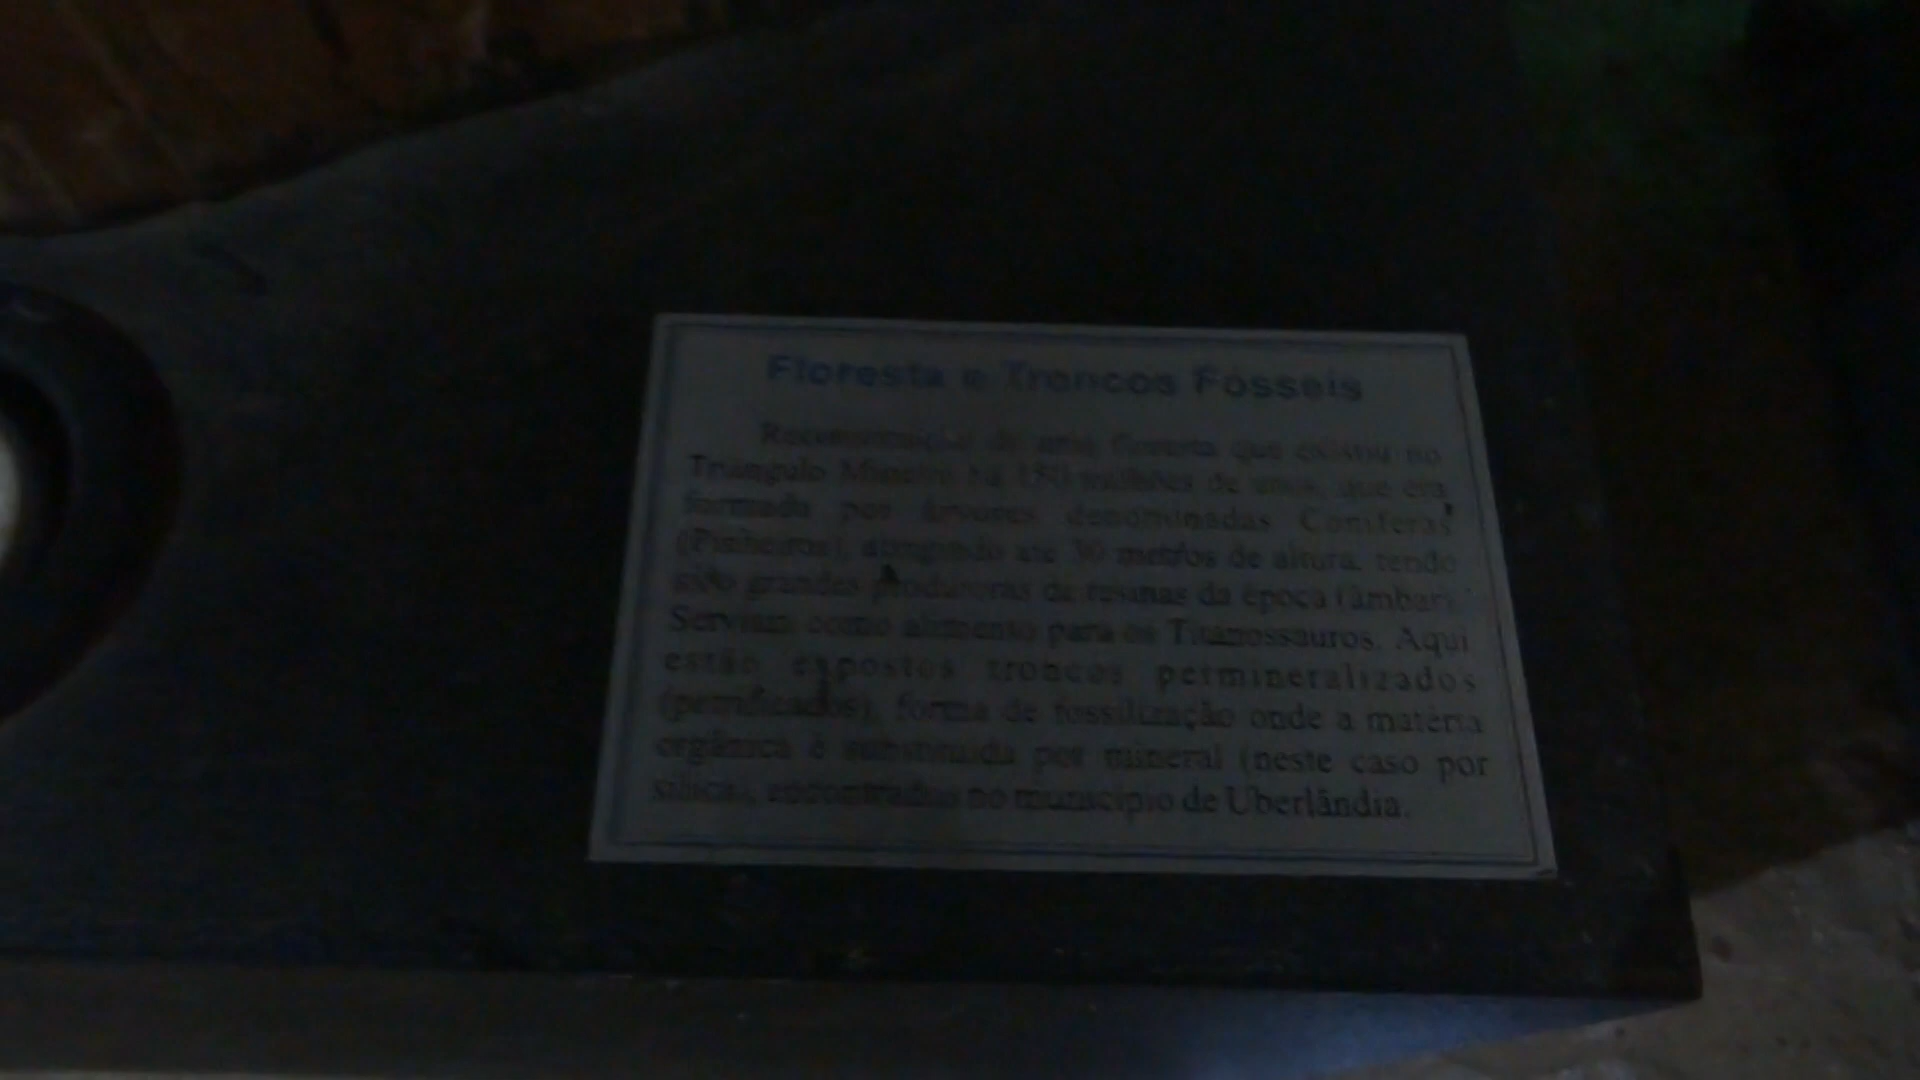 Floresta e Troncos Fósseis
Reconstituição de uma floresta que existiu no
Triângulo Mineiro há 150 milhões de anos, que era
formada por árvores denominadas Coníferas
(Pinheiros), atingindo até 30 metros de altura, tendo
sido grandes produtoras de resinas da época (âmbar).
Serviam como alimento para os Titanossauros. Aqui
estão expostos troncos permineralizados
(petrificados), forma de fossilização onde a matéria
orgânica é substituída por mineral (neste caso por
sílica), encontrados no município de Uberlândia.